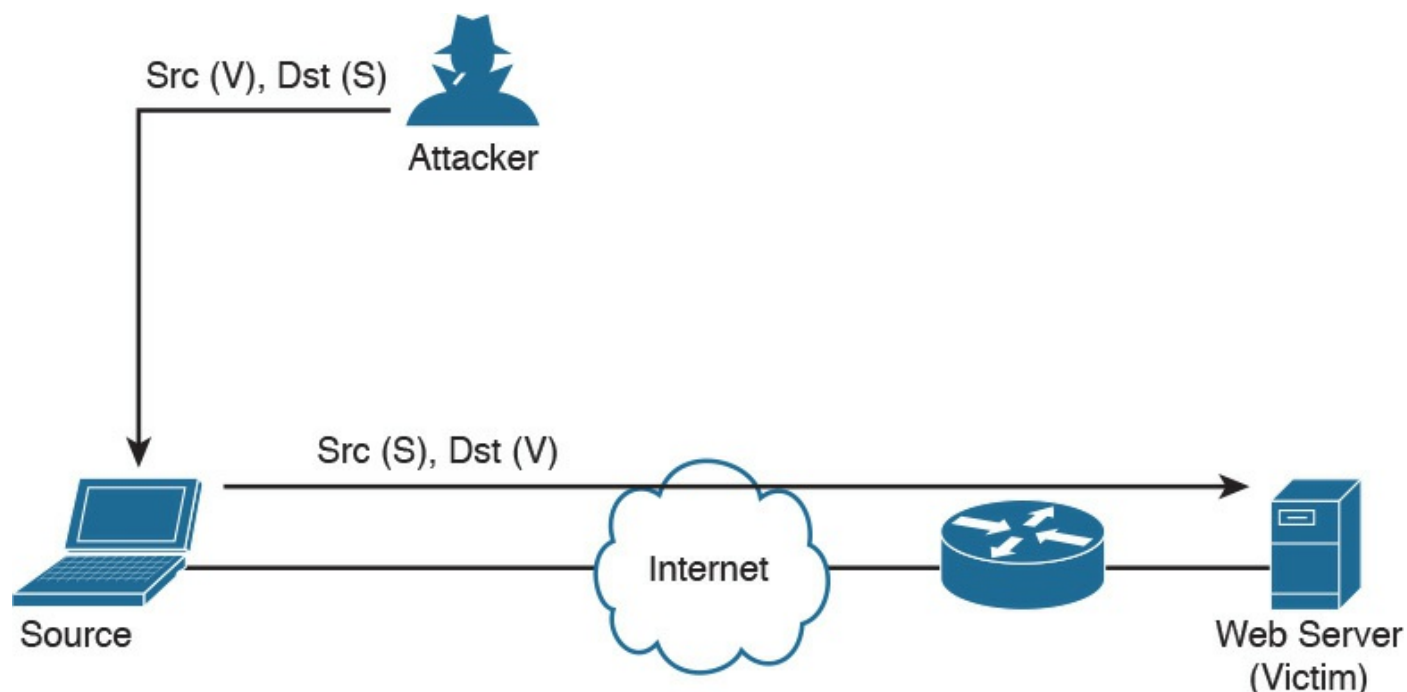 Src (V), Dst (S)
Attacker
Src (S), Dst (V)
Internet
Source
Web Server
(Victim)